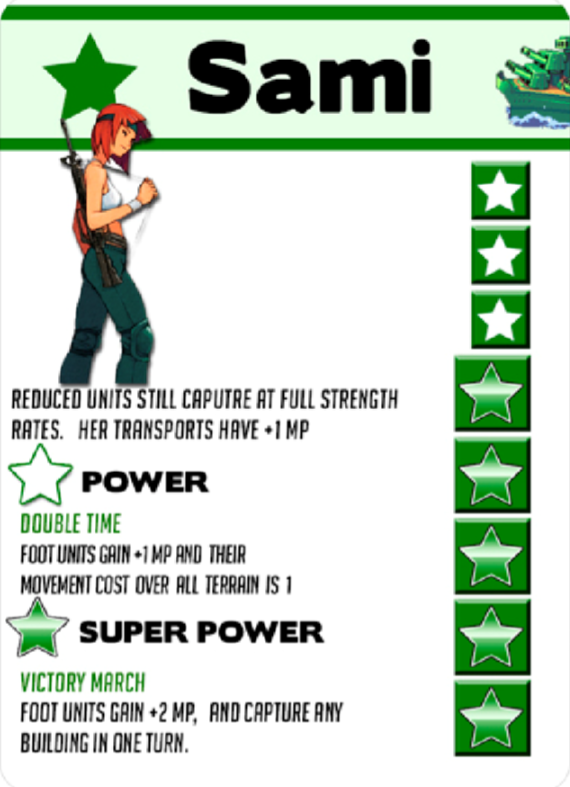 Sami
REDUCED UNITS STILL CAPUTRE AT FULL STRENGTH
RATES. HER TRANSPORTS HAVE +1 MP
POWER
DOUBLE TIME
FOOT UNITS GAIN +1 MP AND THEIR
MOVEMENT COST OVER ALL TERRAIN IS 1
SUPER POWER
VICTORY MARCH
FOOT UNITS GAIN +2 MP, AND CAPTURE ANY
BUILDING IN ONE TURN.